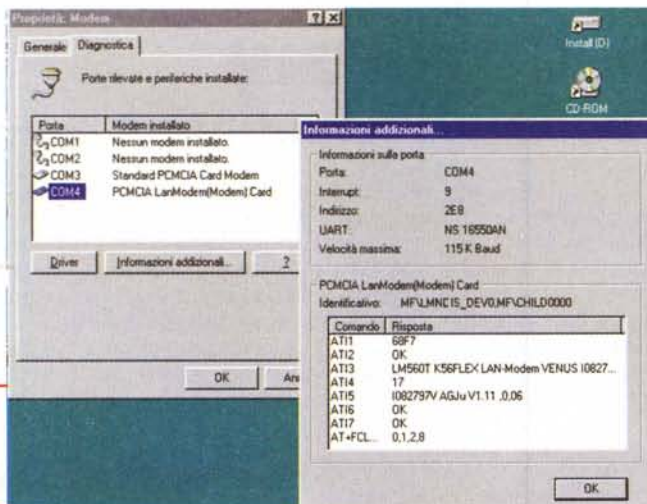 Proprietà: Modem
Generale
Diagnostica
Porte rilevate e periferiche installate:
Porta Modem installato
COM1 Nessun modem installato.
COM2 Nessun modem installato.
COM3 Standard PCMCIA Card Modem
COM4 PCMCIA LanModem(Modem) Card
Driver
Informazioni addizionali...
?
OK
Install (D)
CD-ROM
Informazioni addizionali...
Informazioni sulla porta
Porta: COM4
Interrupt: 9
Indirizzo: 2E8
UART: NS 16550AN
Velocità massima: 115 K Baud
PCMCIA LanModem(Modem) Card
Identificativo: MF\LMNCIS_DEV0.MF\CHILD0000
Comando Risposta
ATI1 68F7
ATI2 OK
ATI3 LM560T K56FLEX LAN-Modem VENUS I0827...
ATI4 17
ATI5 I082797V AGJu V1.11 ,0,06
ATI6 OK
ATI7 OK
AT+FCL... 0,1,2,8
OK